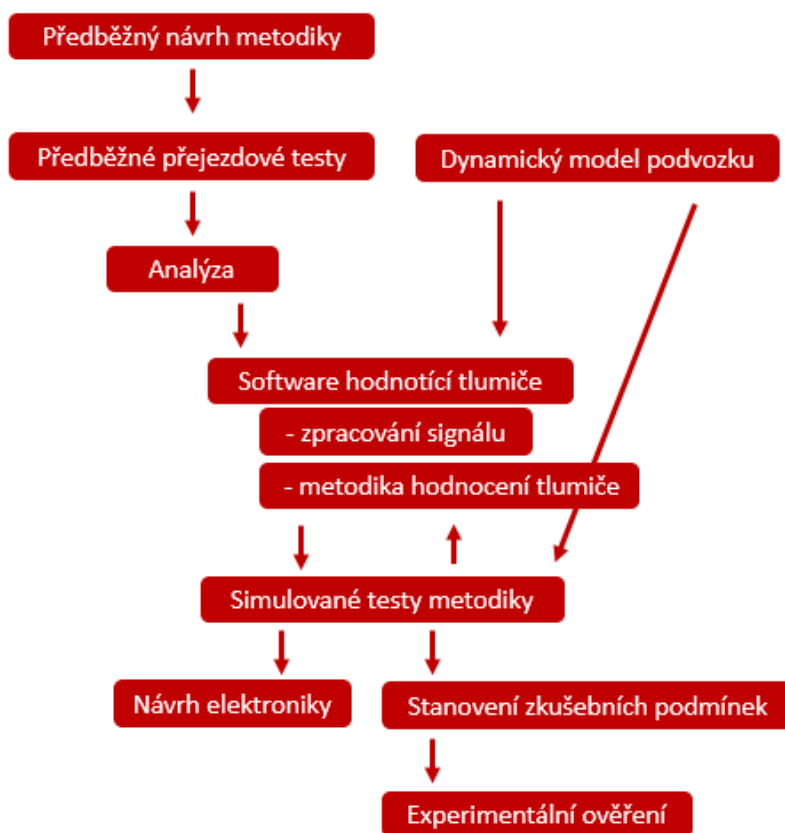 Předběžný návrh metodiky
Předběžné přejezdové testy
Dynamický model podvozku
Analýza
Software hodnotící tlumiče
- zpracování signálu
- metodika hodnocení tlumiče
Simulované testy metodiky
Návrh elektroniky
Stanovení zkušebních podmínek
Experimentální ověření